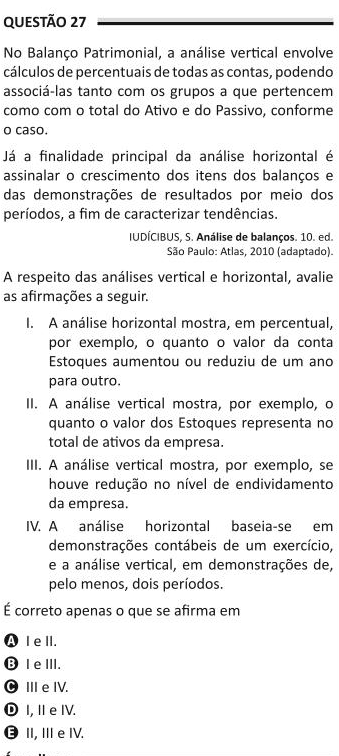 QUESTÃO 27
No Balanço Patrimonial, a análise vertical envolve
cálculos de percentuais de todas as contas, podendo
associá-las tanto com os grupos a que pertencem
como com o total do Ativo e do Passivo, conforme
o caso.
Já a finalidade principal da análise horizontal é
assinalar o crescimento dos itens dos balanços e
das demonstrações de resultados por meio dos
períodos, a fim de caracterizar tendências.
IUDÍCIBUS, S. Análise de balanços. 10. ed.
São Paulo: Atlas, 2010 (adaptado).
A respeito das análises vertical e horizontal, avalie
as afirmações a seguir.
I. A análise horizontal mostra, em percentual,
por exemplo, o quanto o valor da conta
Estoques aumentou ou reduziu de um ano
para outro.
II. A análise vertical mostra, por exemplo, o
quanto o valor dos Estoques representa no
total de ativos da empresa.
III. A análise vertical mostra, por exemplo, se
houve redução no nível de endividamento
da empresa.
IV. A análise horizontal baseia-se em
demonstrações contábeis de um exercício,
e a análise vertical, em demonstrações de,
pelo menos, dois períodos.
É correto apenas o que se afirma em
A I e II.
B I e III.
C III e IV.
D I, II e IV.
E II, III e IV.